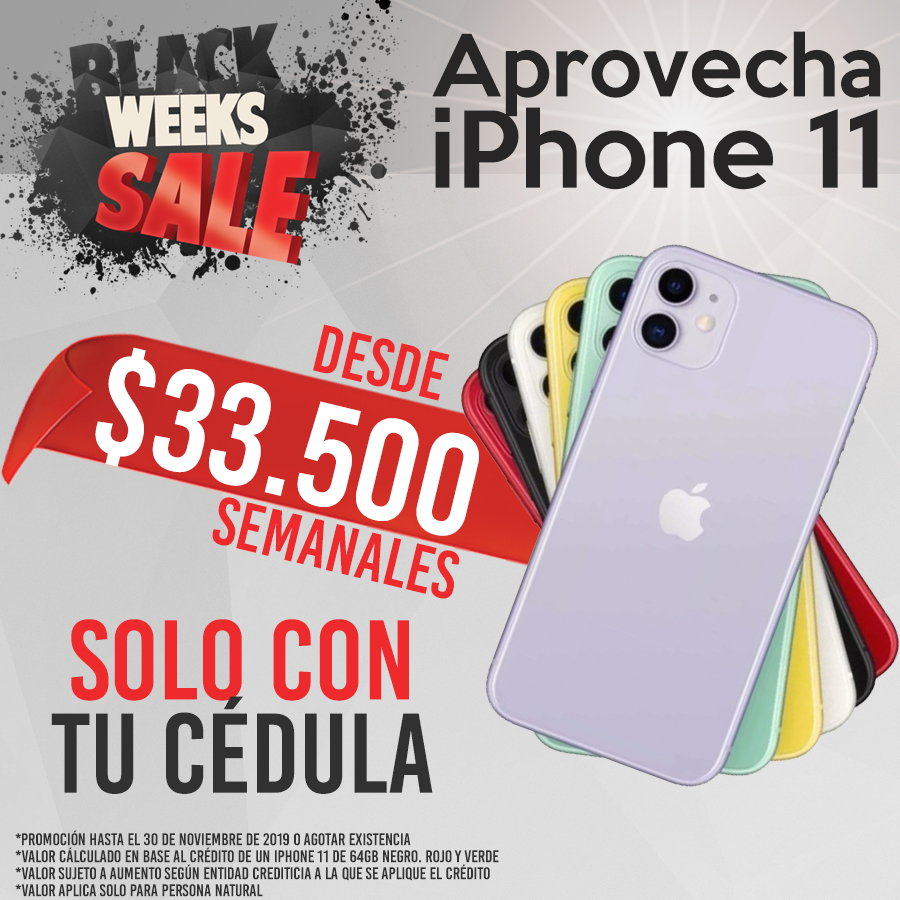 BLACK
WEEKS
SALE
Aprovecha
iPhone 11
DESDE
$33.500
SEMANALES
SOLO CON
TU CÉDULA
*PROMOCIÓN HASTA EL 30 DE NOVIEMBRE DE 2019 O AGOTAR EXISTENCIA
*VALOR CÁLCULADO EN BASE AL CRÉDITO DE UN IPHONE 11 DE 64GB NEGRO. ROJO Y VERDE
*VALOR SUJETO A AUMENTO SEGÚN ENTIDAD CREDITICIA A LA QUE SE APLIQUE EL CRÉDITO
*VALOR APLICA SOLO PARA PERSONA NATURAL